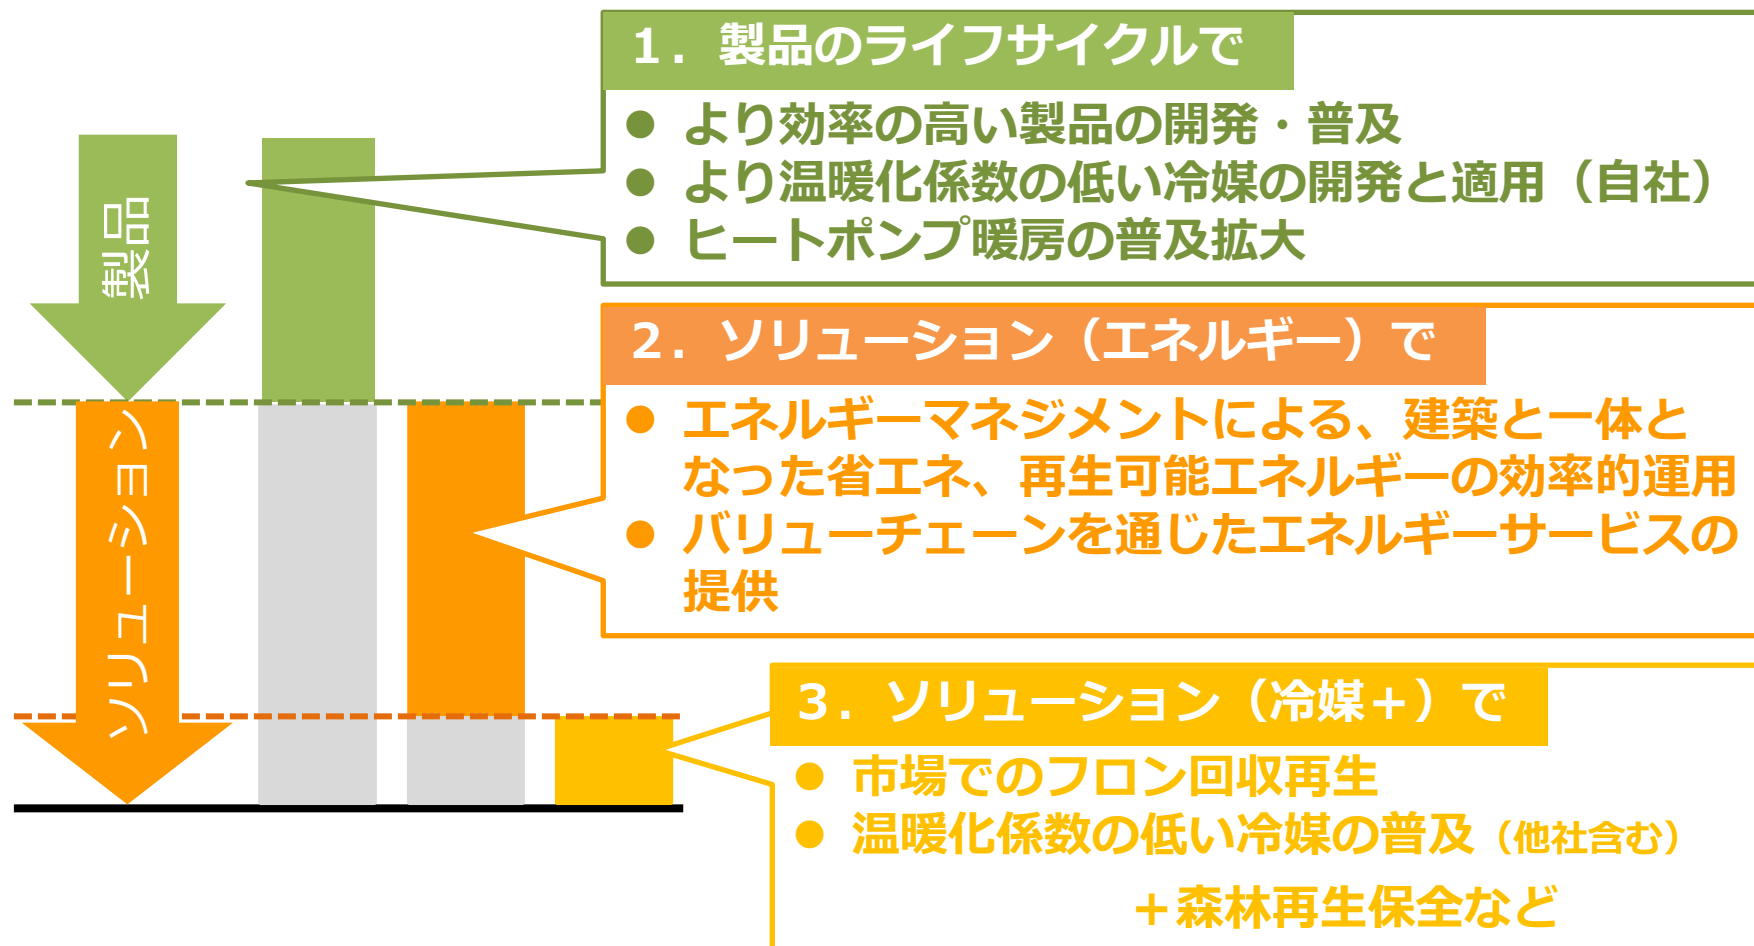 1．製品のライフサイクルで
● より効率の高い製品の開発・普及
● より温暖化係数の低い冷媒の開発と適用（自社）
● ヒートポンプ暖房の普及拡大
製品
2．ソリューション（エネルギー）で
● エネルギーマネジメントによる、建築と一体と
なった省エネ、再生可能エネルギーの効率的運用
● バリューチェーンを通じたエネルギーサービスの
提供
ソリューション
3．ソリューション（冷媒＋）で
● 市場でのフロン回収再生
● 温暖化係数の低い冷媒の普及（他社含む）
＋森林再生保全など